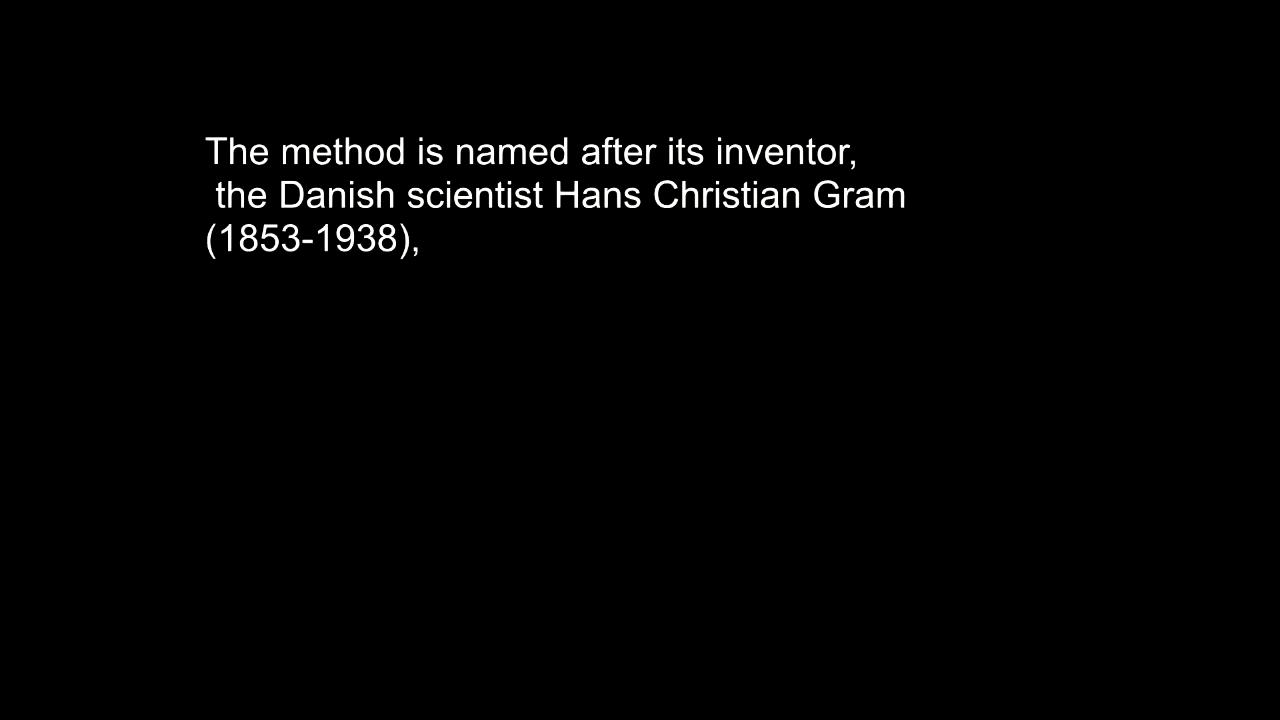 The method is named after its inventor,
the Danish scientist Hans Christian Gram
(1853-1938),